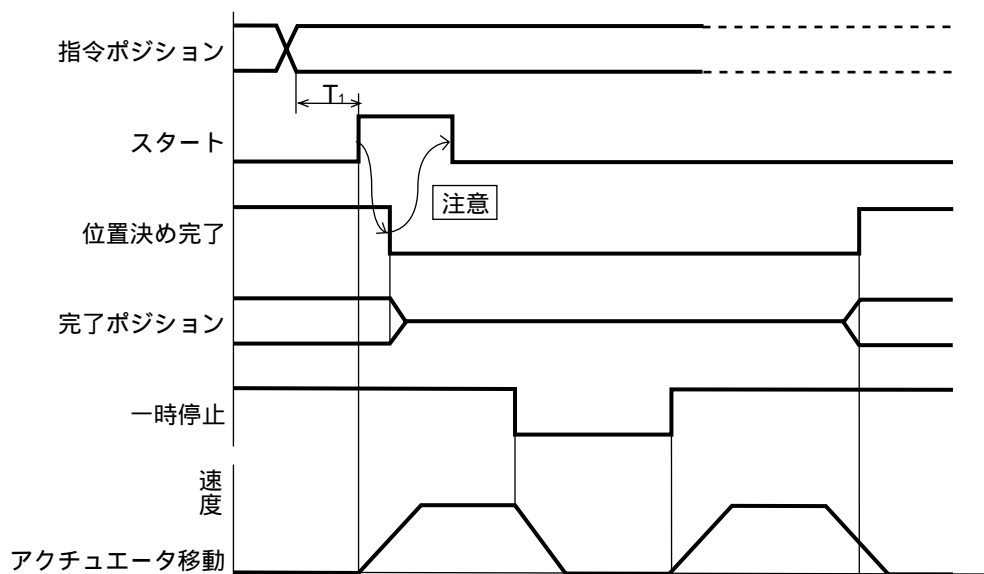 指令ポジション
T₁
スタート
注意
位置決め完了
完了ポジション
一時停止
速度
アクチュエータ移動